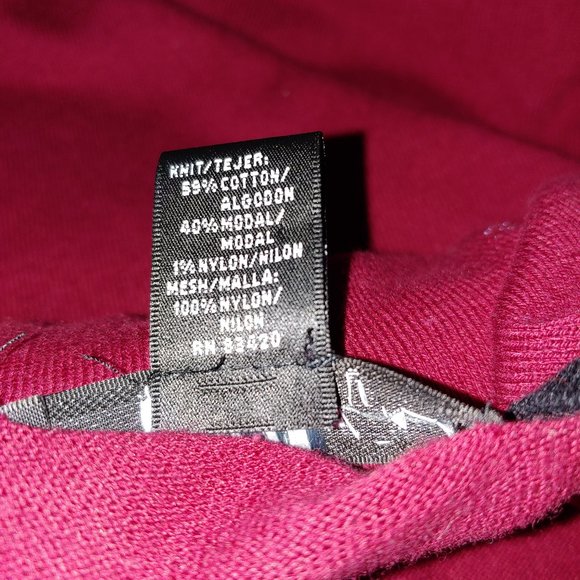 KNIT/TEJER:
59% COTTON/
ALGODON
40% MODAL/
MODAL
1% NYLON/NILON
MESH/MALLA:
100% NYLON/
NILON
RN 83420